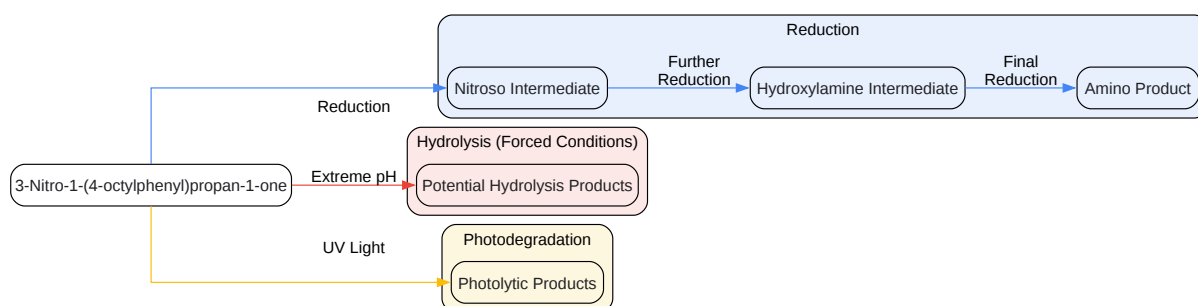 Reduction
Further
Reduction
Final
Reduction
Nitroso Intermediate
Hydroxylamine Intermediate
Amino Product
Reduction
Hydrolysis (Forced Conditions)
3-Nitro-1-(4-octylphenyl)propan-1-one
Extreme pH
Potential Hydrolysis Products
Photodegradation
UV Light
Photolytic Products